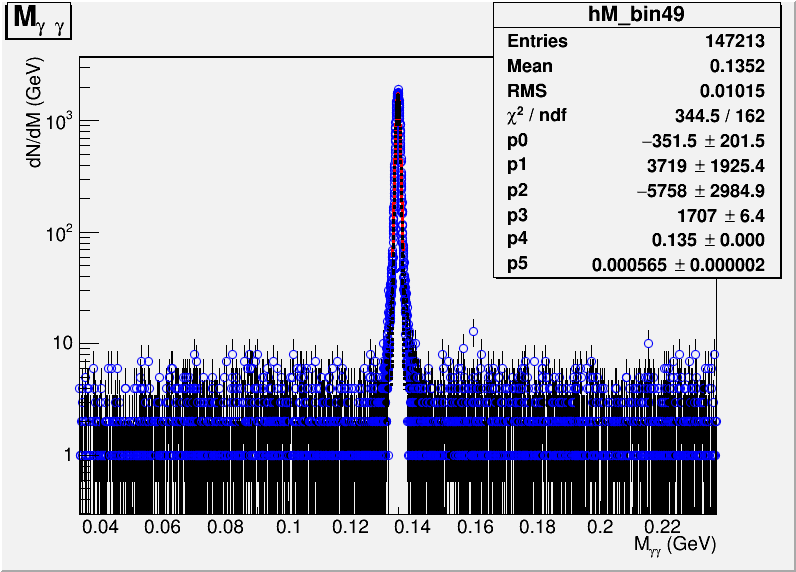 M γ γ
hM_bin49
Entries 147213
Mean 0.1352
RMS 0.01015
χ² / ndf 344.5 / 162
p0 −351.5 ± 201.5
p1 3719 ± 1925.4
p2 −5758 ± 2984.9
p3 1707 ± 6.4
p4 0.135 ± 0.000
p5 0.000565 ± 0.000002
dN/dM (GeV)
10³
10²
10
1
0.04 0.06 0.08 0.1 0.12 0.14 0.16 0.18 0.2 0.22
Mγγ (GeV)